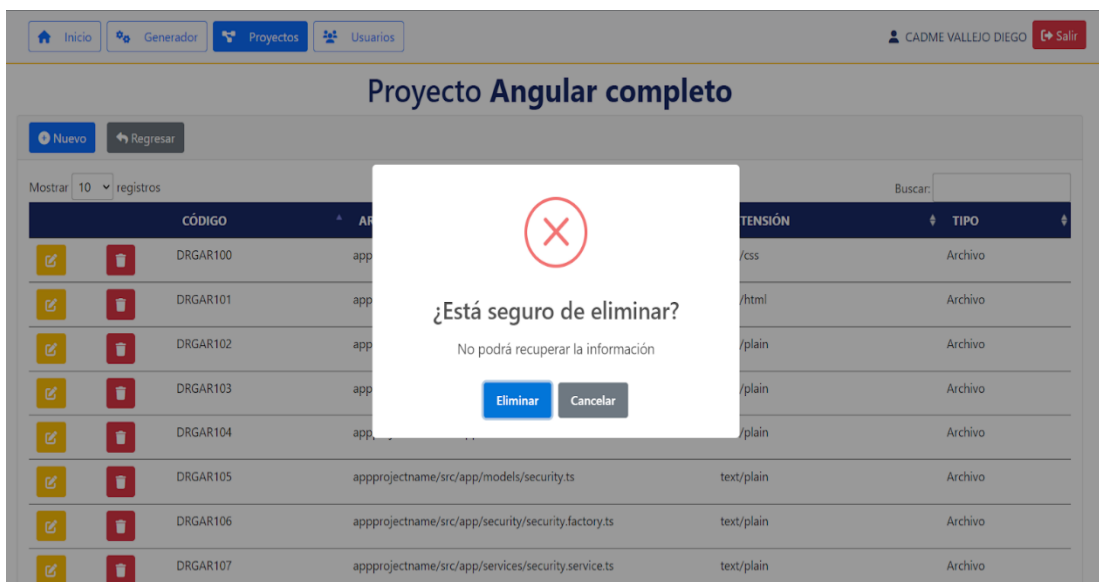 Inicio Generador Proyectos Usuarios CADME VALLEJO DIEGO Salir
Proyecto Angular completo
Nuevo Regresar
Mostrar 10 registros Buscar:
CÓDIGO TENSIÓN TIPO
DRGAR100 app /css Archivo
DRGAR101 app /html Archivo
¿Está seguro de eliminar?
DRGAR102 app /plain Archivo
No podrá recuperar la información
DRGAR103 app /plain Archivo
Eliminar Cancelar
DRGAR104 /plain Archivo
DRGAR105 appprojectname/src/app/models/security.ts text/plain Archivo
DRGAR106 appprojectname/src/app/security/security.factory.ts text/plain Archivo
DRGAR107 appprojectname/src/app/services/security.service.ts text/plain Archivo